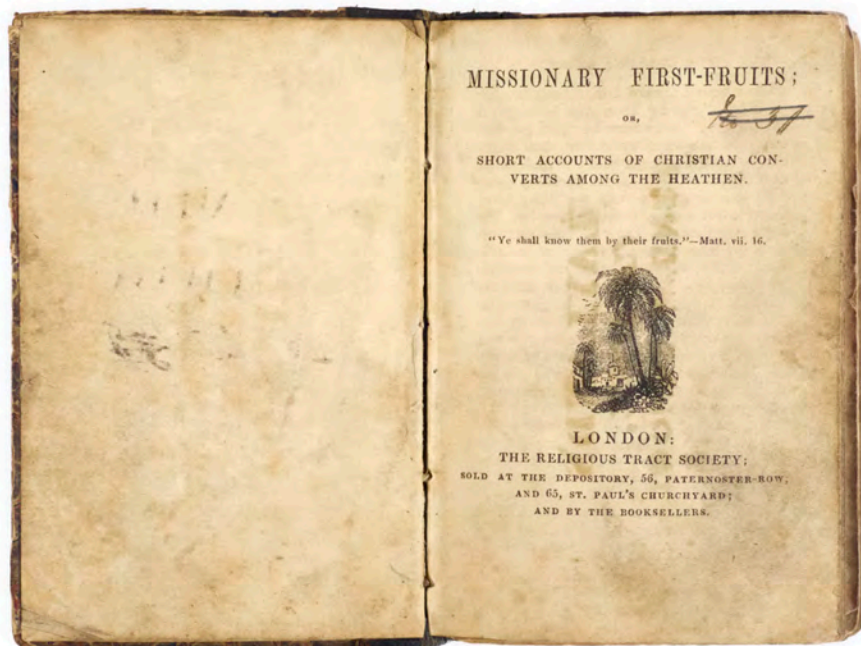 MISSIONARY FIRST-FRUITS;
OR,
SHORT ACCOUNTS OF CHRISTIAN CON-
VERTS AMONG THE HEATHEN.
"Ye shall know them by their fruits."—Matt. vii. 16.
LONDON:
THE RELIGIOUS TRACT SOCIETY;
SOLD AT THE DEPOSITORY, 56, PATERNOSTER-ROW,
AND 65, ST. PAUL'S CHURCHYARD;
AND BY THE BOOKSELLERS.